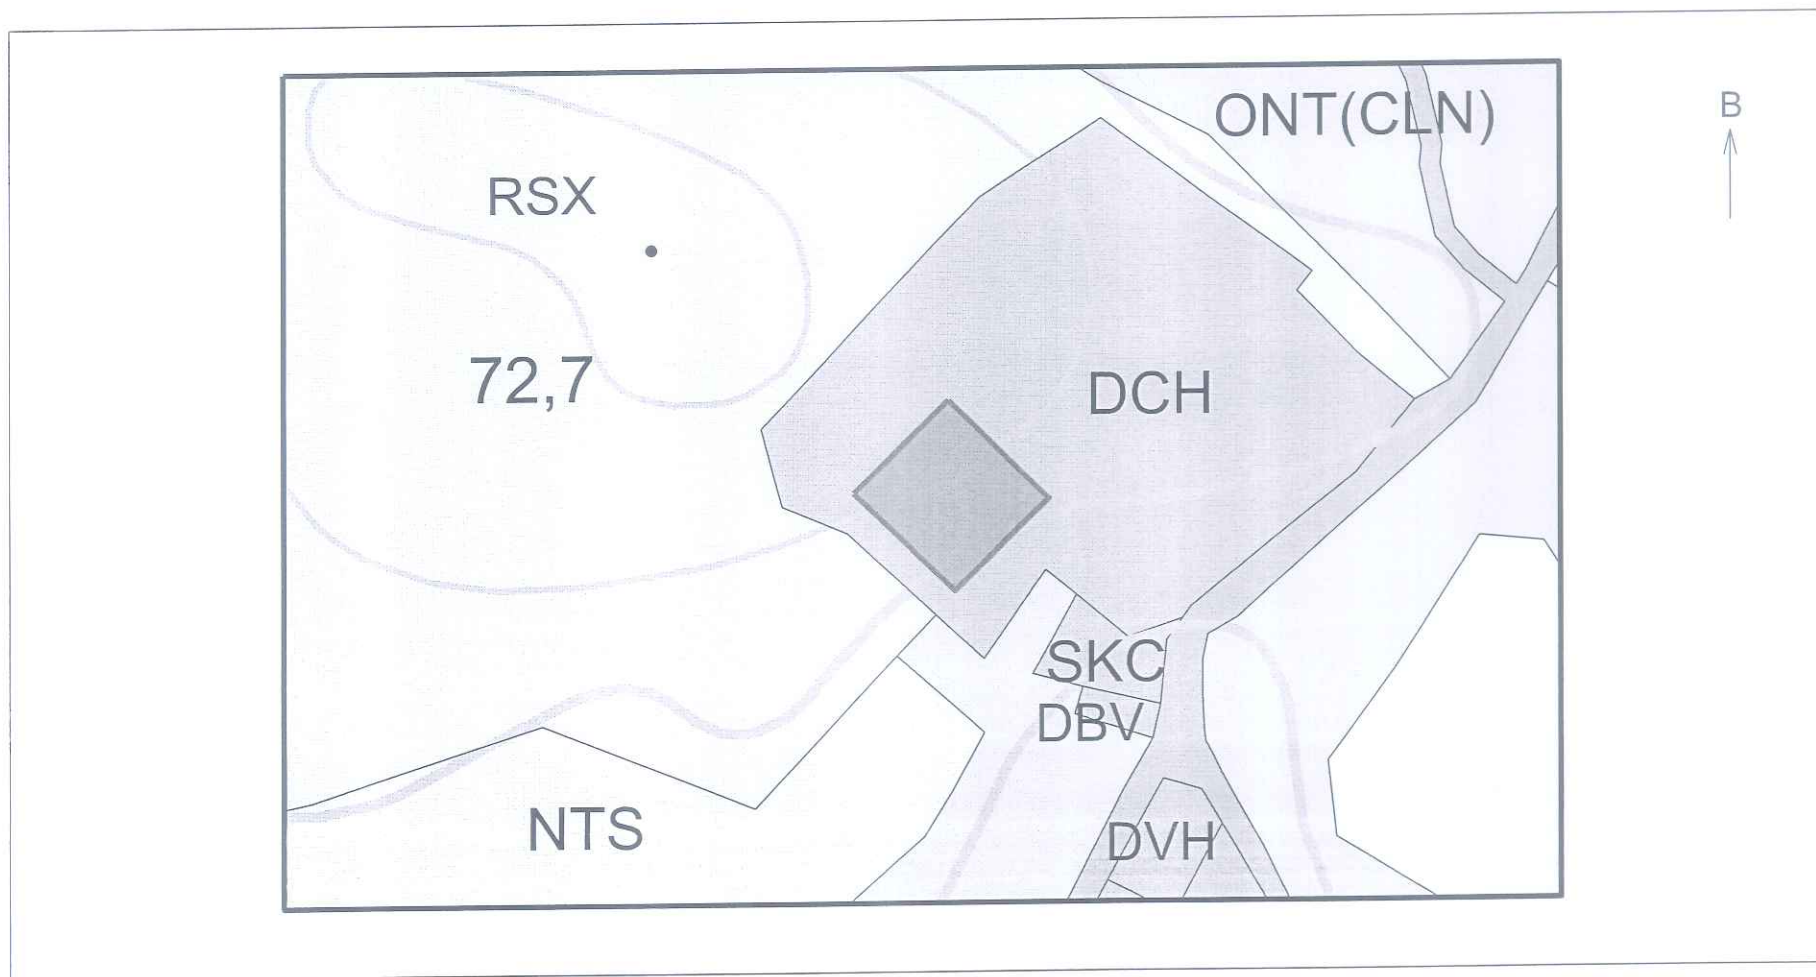 ONT(CLN)
B
RSX
72,7
DCH
SKC
DBV
NTS
DVH